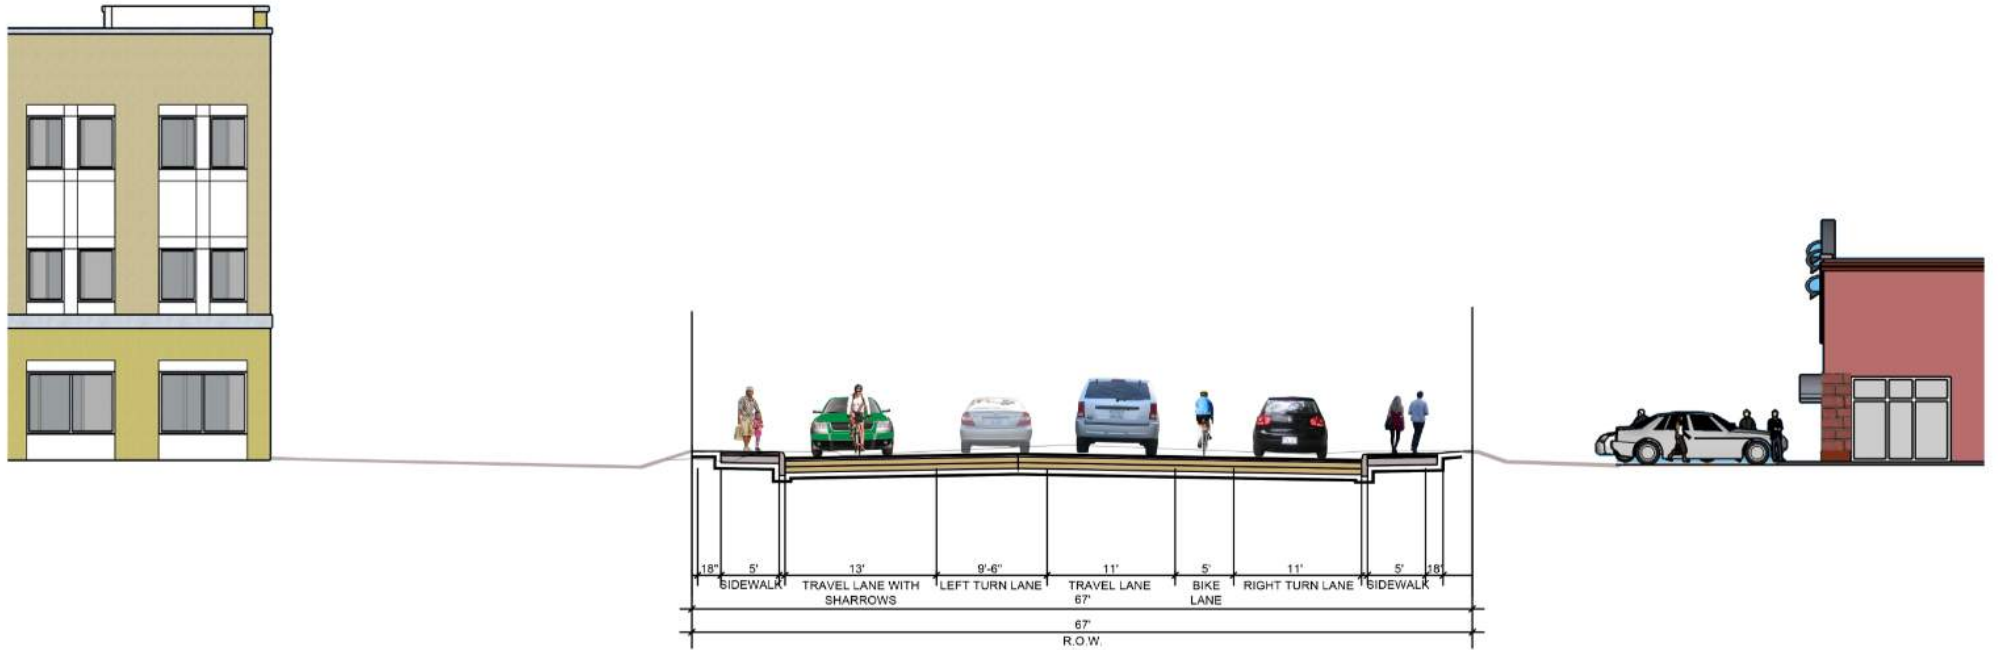 18" 5' 13' 9'-6" 11' 5' 11' 5' 18"
SIDEWALK TRAVEL LANE WITH LEFT TURN LANE TRAVEL LANE BIKE RIGHT TURN LANE SIDEWALK
SHARROWS LANE
67'
67'
R.O.W.